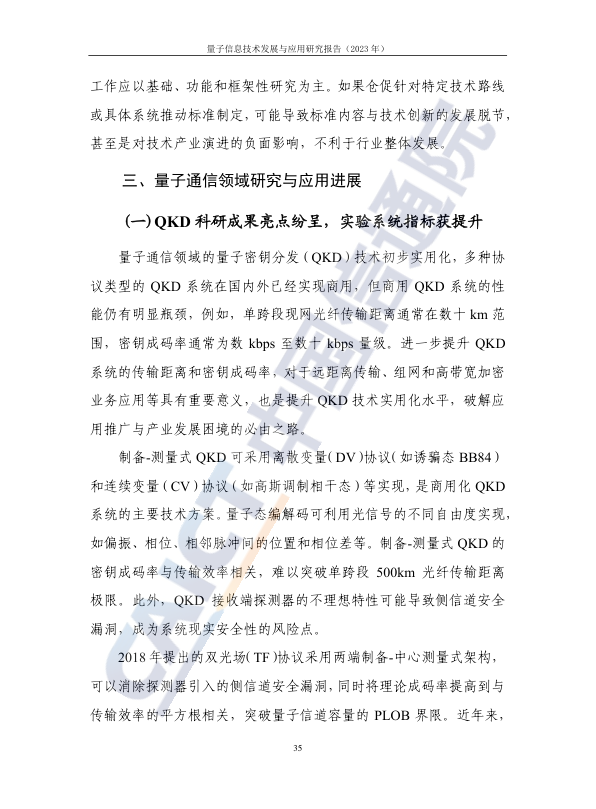 量子信息技术发展与应用研究报告（2023 年）
工作应以基础、功能和框架性研究为主。如果仓促针对特定技术路线
或具体系统推动标准制定，可能导致标准内容与技术创新的发展脱节，
甚至是对技术产业演进的负面影响，不利于行业整体发展。
三、量子通信领域研究与应用进展
(一)QKD 科研成果亮点纷呈，实验系统指标获提升
量子通信领域的量子密钥分发（QKD）技术初步实用化，多种协
议类型的 QKD 系统在国内外已经实现商用，但商用 QKD 系统的性
能仍有明显瓶颈，例如，单跨段现网光纤传输距离通常在数十 km 范
围，密钥成码率通常为数 kbps 至数十 kbps 量级。进一步提升 QKD
系统的传输距离和密钥成码率，对于远距离传输、组网和高带宽加密
业务应用等具有重要意义，也是提升 QKD 技术实用化水平，破解应
用推广与产业发展困境的必由之路。
制备-测量式 QKD 可采用离散变量（DV）协议（如诱骗态 BB84）
和连续变量（CV）协议（如高斯调制相干态）等实现，是商用化 QKD
系统的主要技术方案。量子态编解码可利用光信号的不同自由度实现，
如偏振、相位、相邻脉冲间的位置和相位差等。制备-测量式 QKD 的
密钥成码率与传输效率相关，难以突破单跨段 500km 光纤传输距离
极限。此外，QKD 接收端探测器的不理想特性可能导致侧信道安全
漏洞，成为系统现实安全性的风险点。
2018 年提出的双光场（TF）协议采用两端制备-中心测量式架构，
可以消除探测器引入的侧信道安全漏洞，同时将理论成码率提高到与
传输效率的平方根相关，突破量子信道容量的 PLOB 界限。近年来，
35
CAICT 中国信通院